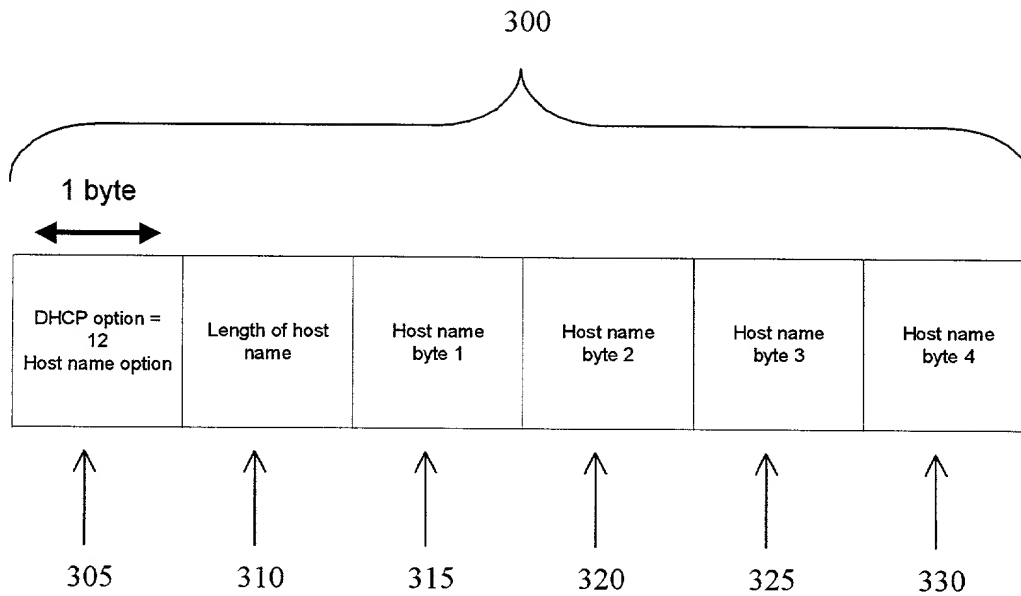 300
1 byte
DHCP option =
12
Host name option
Length of host
name
Host name
byte 1
Host name
byte 2
Host name
byte 3
Host name
byte 4
305
310
315
320
325
330